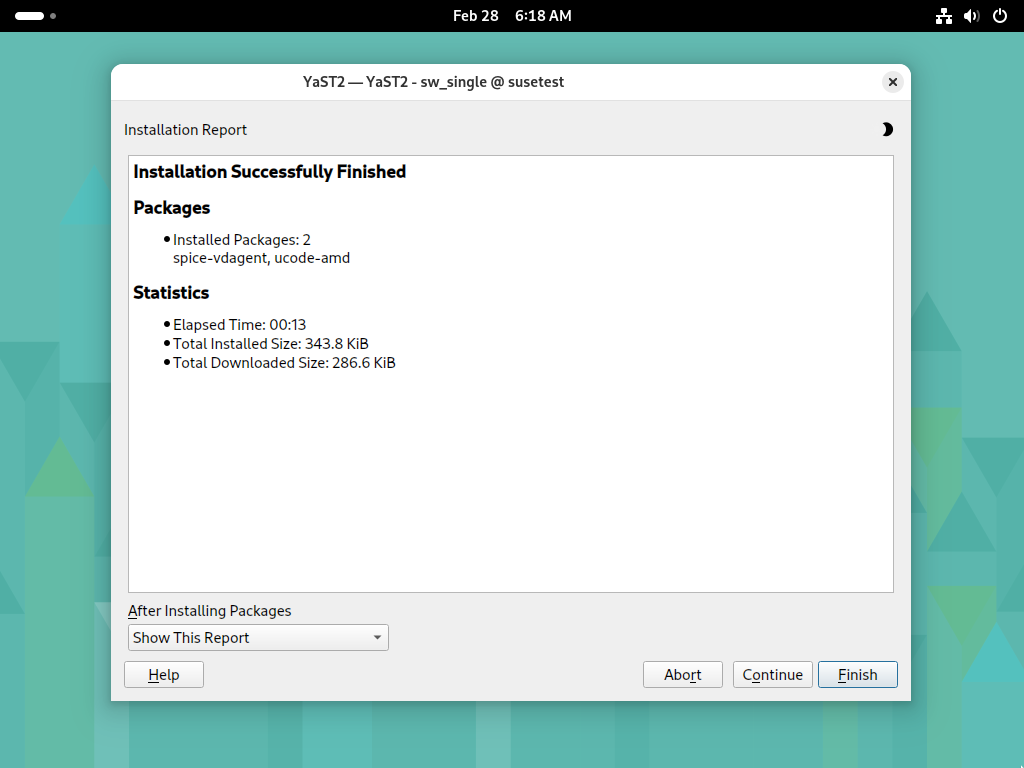 Feb 28 6:18 AM
YaST2 — YaST2 - sw_single @ susetest
Installation Report
Installation Successfully Finished
Packages
Installed Packages: 2
spice-vdagent, ucode-amd
Statistics
Elapsed Time: 00:13
Total Installed Size: 343.8 KiB
Total Downloaded Size: 286.6 KiB
After Installing Packages
Show This Report
Help Abort Continue Finish